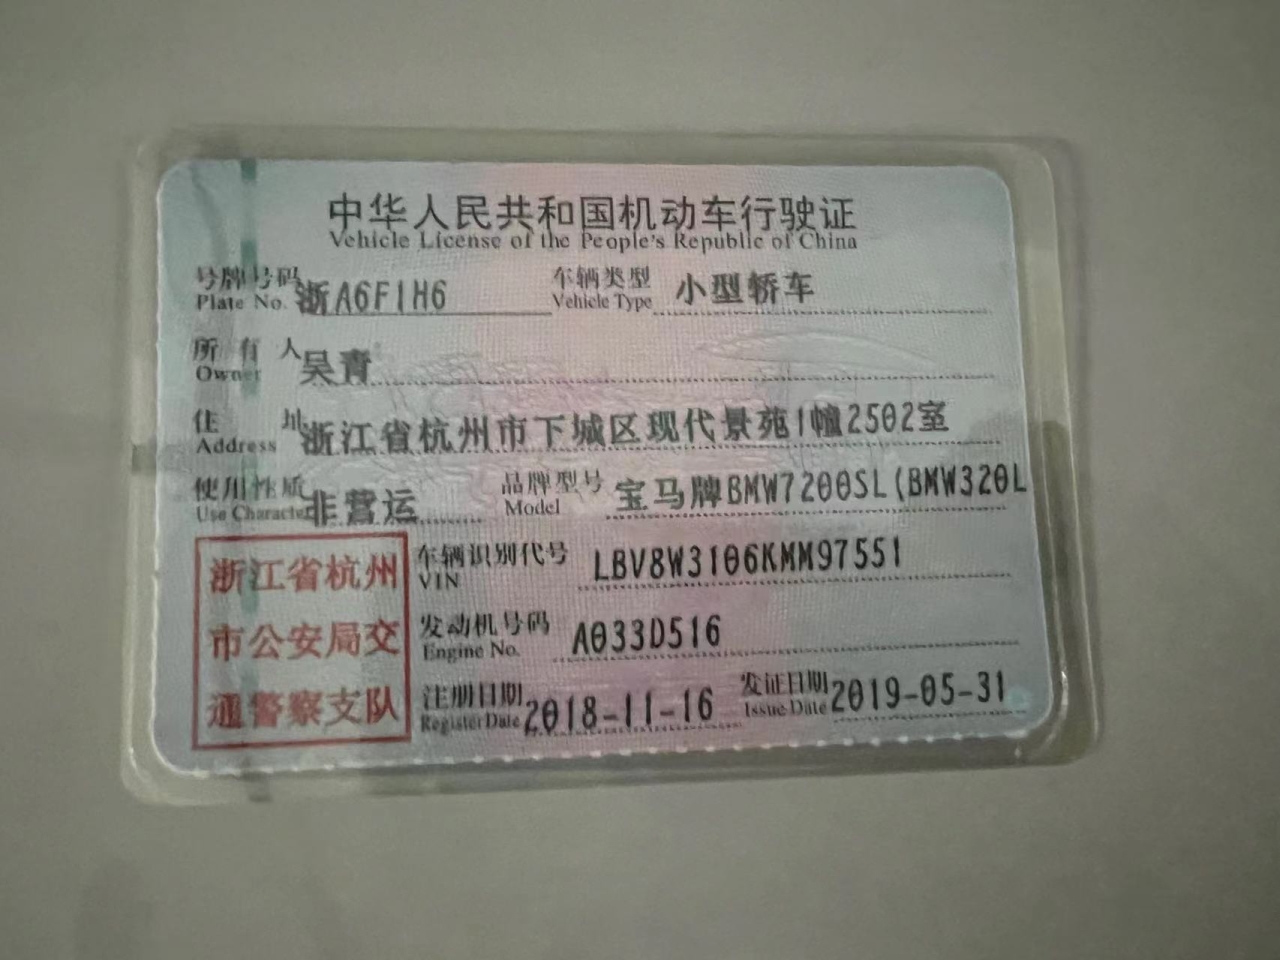 中华人民共和国机动车行驶证
Vehicle License of the People's Republic of China
号牌号码 浙A6F1H6 车辆类型 小型轿车
Plate No. Vehicle Type
所有人 吴青
Owner
住址 浙江省杭州市下城区现代景苑1幢2502室
Address
使用性质 非营运 品牌型号 宝马牌BMW7200SL(BMW320L
Use Character Model
浙江省杭州
市公安局交
通警察支队
车辆识别代号 LBV8W3106KMM97551
VIN
发动机号码 A033D516
Engine No.
注册日期 2018-11-16 发证日期 2019-05-31
Register Date Issue Date